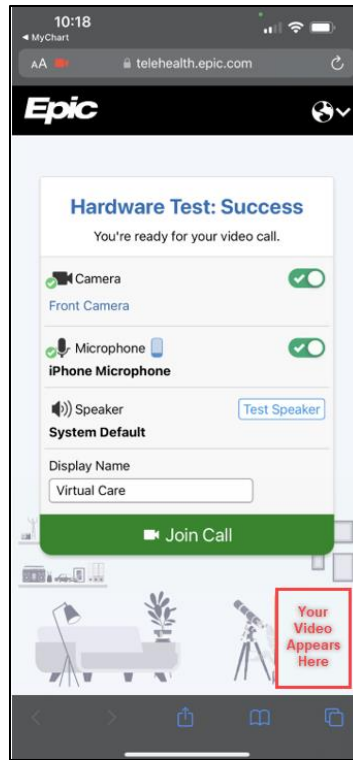 10:18
◀ MyChart
AA telehealth.epic.com
Epic
Hardware Test: Success
You're ready for your video call.
Camera
Front Camera
Microphone
iPhone Microphone
Speaker
Test Speaker
System Default
Display Name
Virtual Care
Join Call
Your
Video
Appears
Here